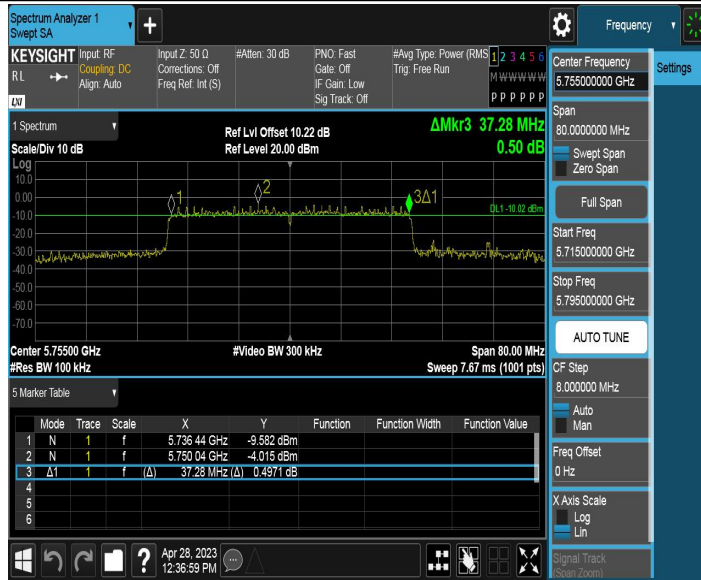 Spectrum Analyzer 1
Swept SA
Frequency
KEYSIGHT
RL
LXI
Input: RF
Coupling: DC
Align: Auto
Input Z: 50 Ω
Corrections: Off
Freq Ref: Int (S)
#Atten: 30 dB
PNO: Fast
Gate: Off
IF Gain: Low
Sig Track: Off
#Avg Type: Power (RMS
Trig: Free Run
1 2 3 4 5 6
M W W W W W
P P P P P P
Center Frequency
5.755000000 GHz
Settings
Span
80.0000000 MHz
Swept Span
Zero Span
Full Span
Start Freq
5.715000000 GHz
Stop Freq
5.795000000 GHz
AUTO TUNE
CF Step
8.000000 MHz
Auto
Man
Freq Offset
0 Hz
X Axis Scale
Log
Lin
Signal Track
(Span Zoom)
1 Spectrum
Scale/Div 10 dB
Ref Lvl Offset 10.22 dB
Ref Level 20.00 dBm
ΔMkr3 37.28 MHz
0.50 dB
Log
10.0
0.00
-10.0
-20.0
-30.0
-40.0
-50.0
-60.0
-70.0
1
2
3Δ1
DL1 -10.02 dBm
Center 5.75500 GHz
#Res BW 100 kHz
#Video BW 300 kHz
Span 80.00 MHz
Sweep 7.67 ms (1001 pts)
5 Marker Table
Mode Trace Scale X Y Function Function Width Function Value
1 N 1 f 5.736 44 GHz -9.582 dBm
2 N 1 f 5.750 04 GHz -4.015 dBm
3 Δ1 1 f (Δ) 37.28 MHz (Δ) 0.4971 dB
4
5
6
?
Apr 28, 2023
12:36:59 PM